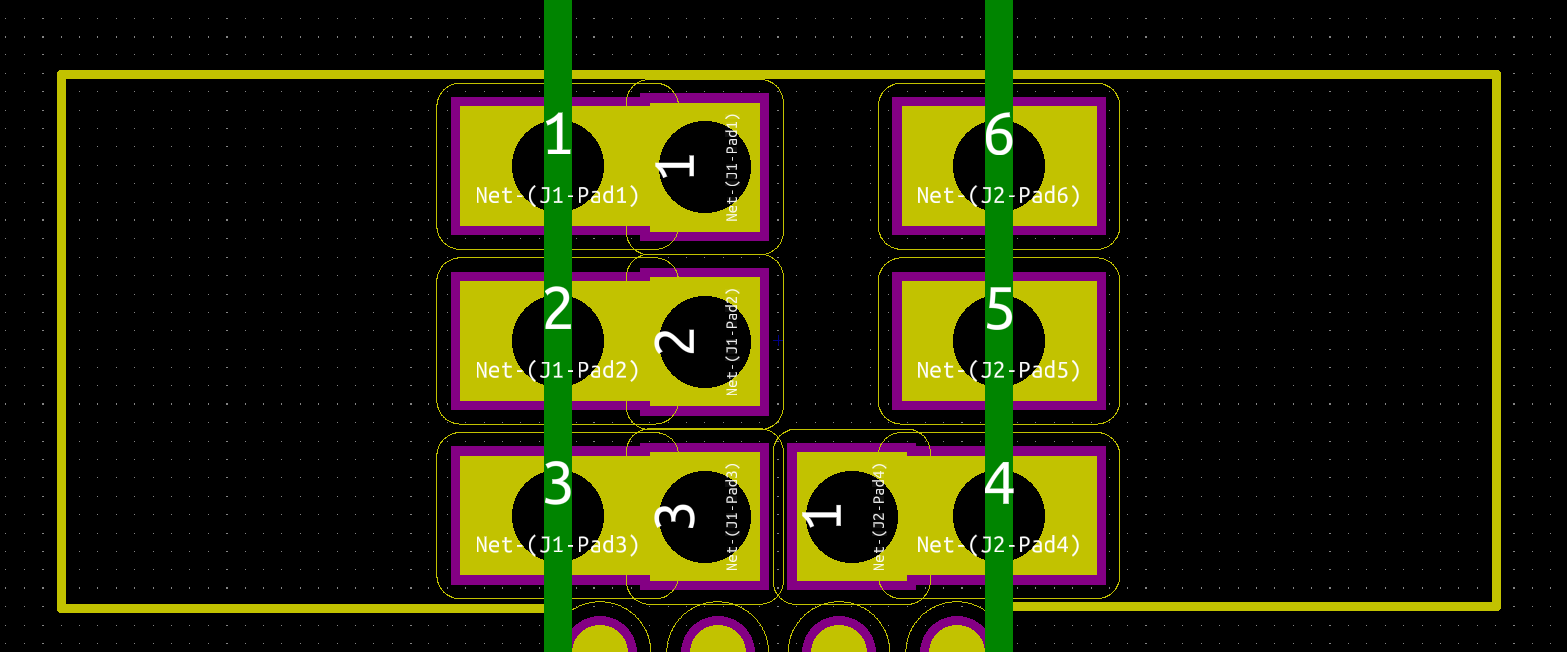 1
Net-(J1-Pad1)
1
Net-(J1-Pad1)
6
Net-(J2-Pad6)
2
Net-(J1-Pad2)
2
Net-(J1-Pad2)
5
Net-(J2-Pad5)
3
Net-(J1-Pad3)
3
Net-(J1-Pad3)
1
Net-(J2-Pad4)
4
Net-(J2-Pad4)